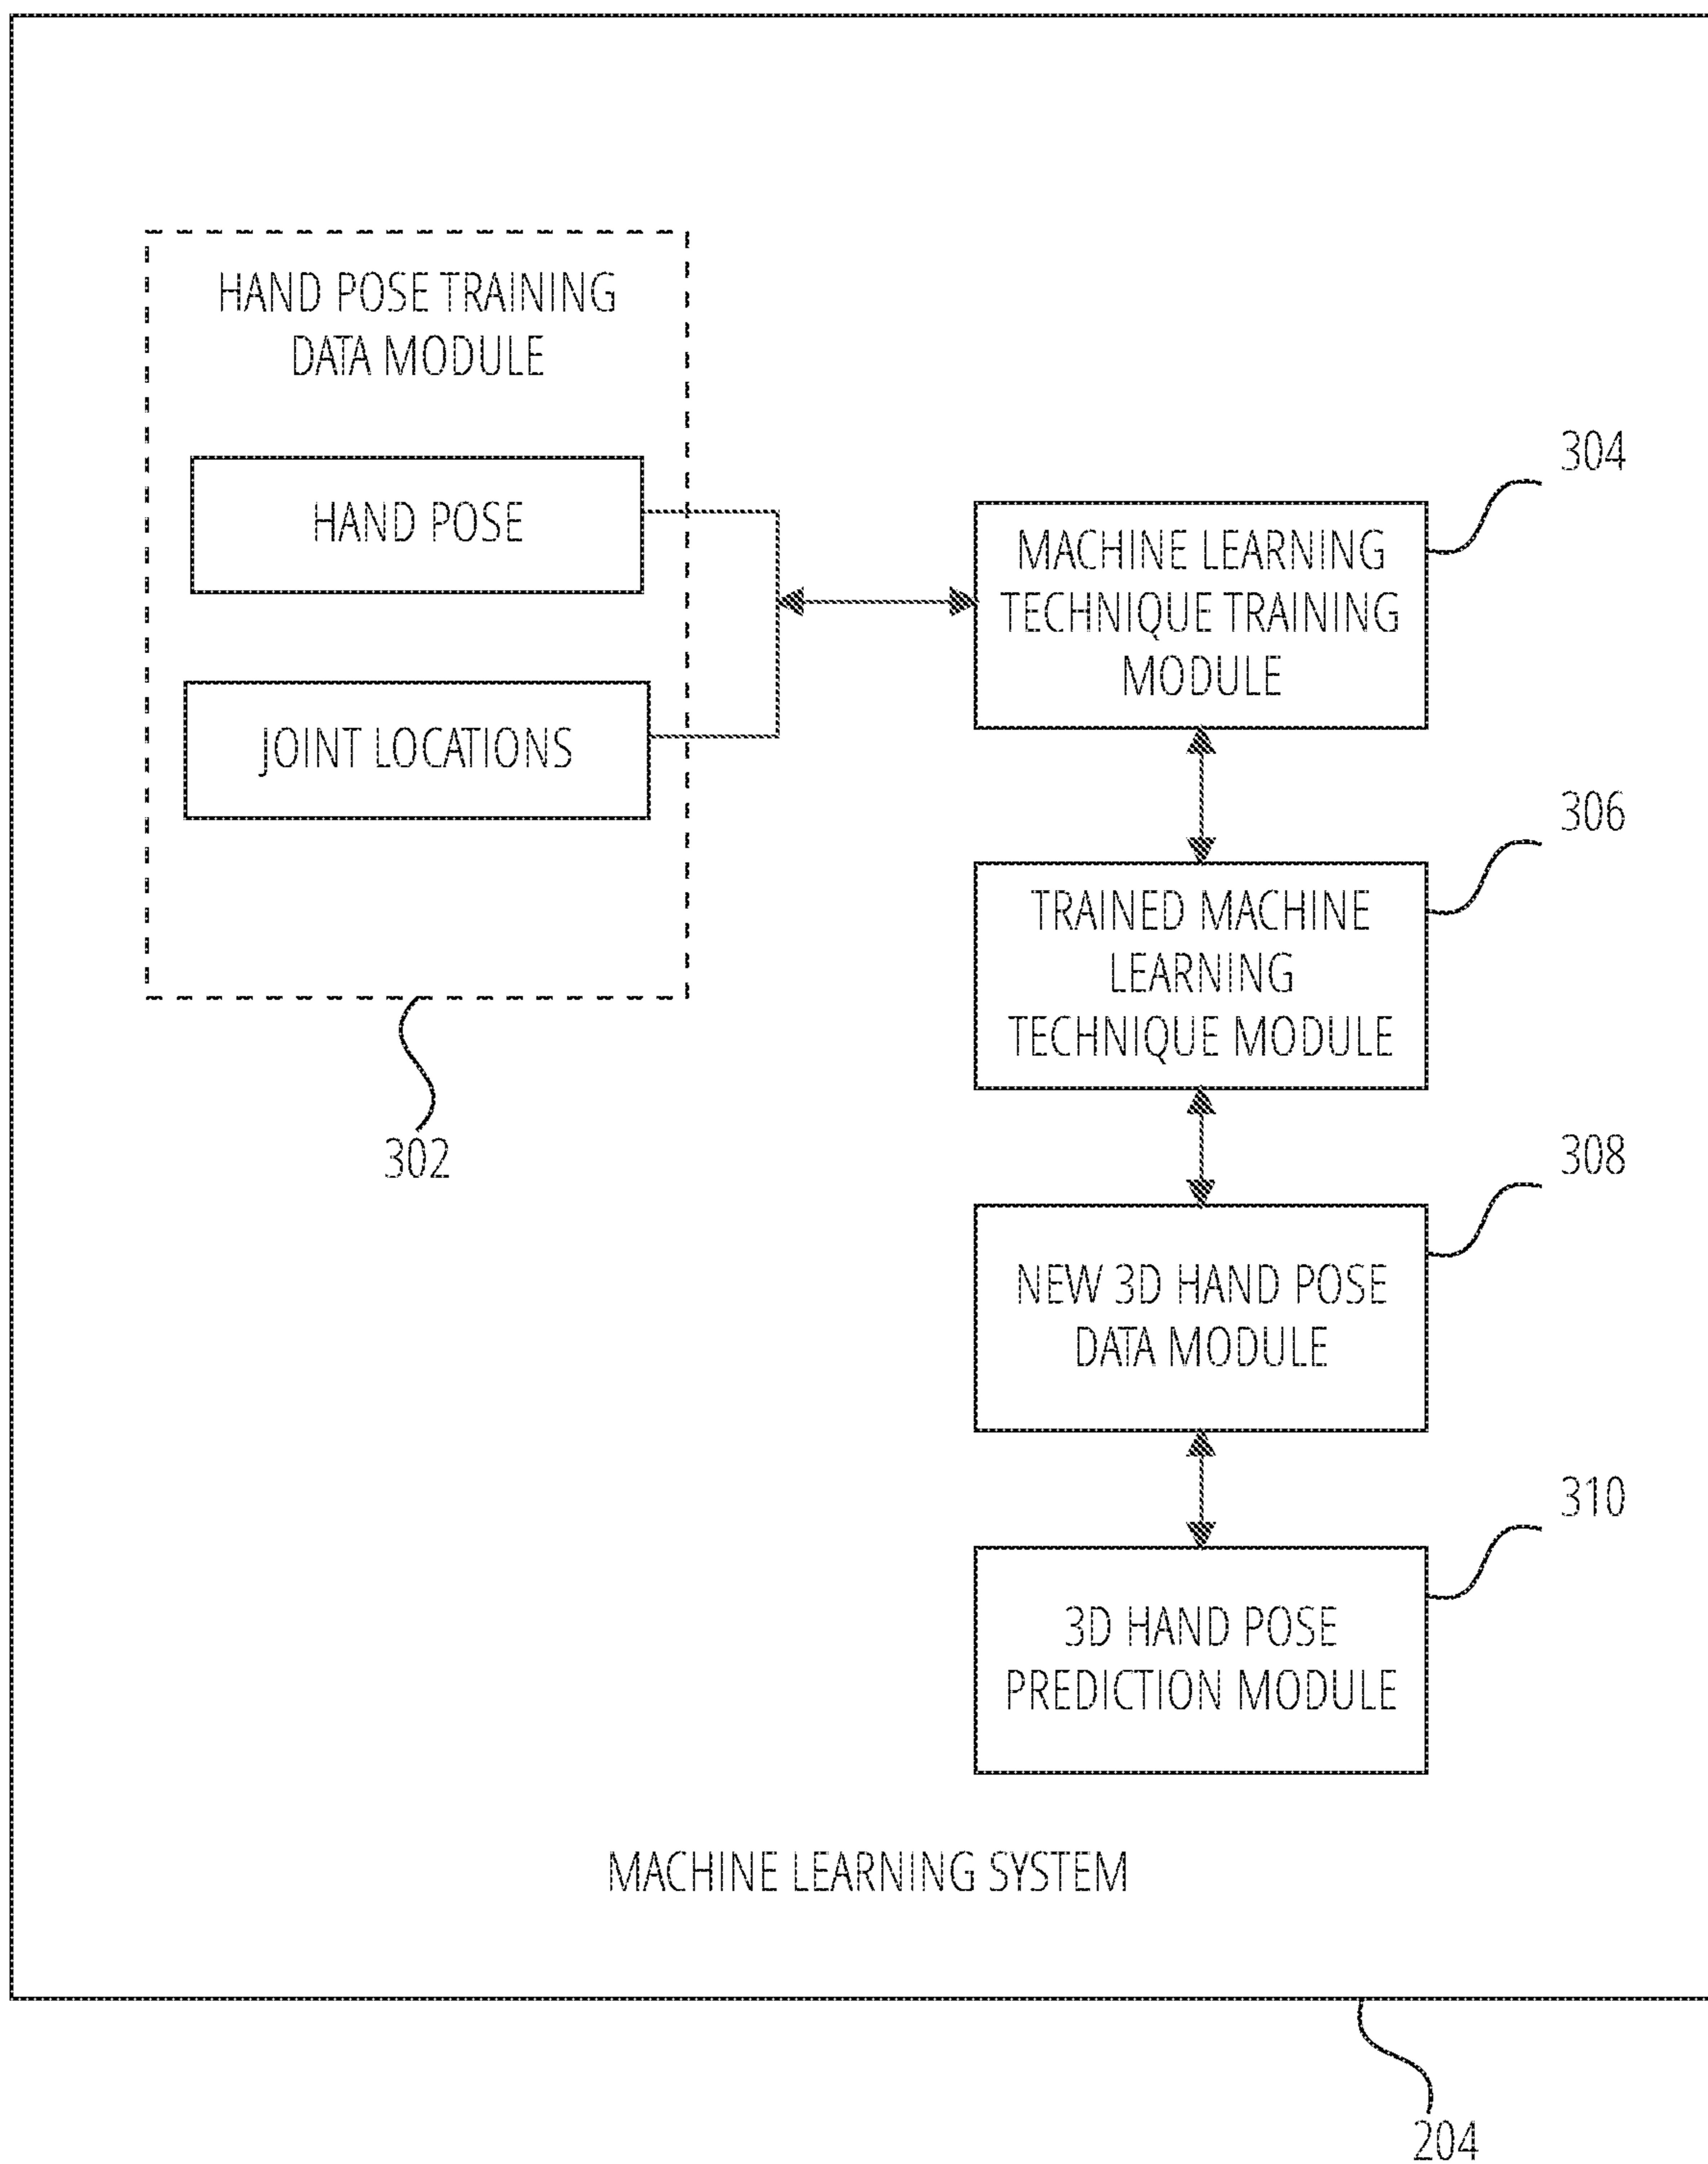 HAND POSE TRAINING
DATA MODULE
HAND POSE
JOINT LOCATIONS
302
304
MACHINE LEARNING
TECHNIQUE TRAINING
MODULE
306
TRAINED MACHINE
LEARNING
TECHNIQUE MODULE
308
NEW 3D HAND POSE
DATA MODULE
310
3D HAND POSE
PREDICTION MODULE
MACHINE LEARNING SYSTEM
204